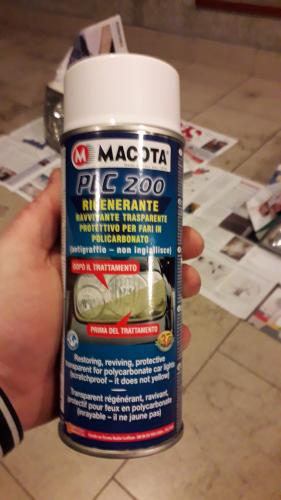 M MACOTA
PLC 200
RIGENERANTE
RAVVIVANTE TRASPARENTE
PROTETTIVO PER FARI IN
POLICARBONATO
(antigraffio - non ingiallisce)
DOPO IL TRATTAMENTO
PRIMA DEL TRATTAMENTO
Restoring, reviving, protective
transparent for polycarbonate car lights
(scratchproof - it does not yellow)
Transparent régénérant, ravivant,
protectif pour feux en polycarbonate
(inrayable - il ne jaune pas)